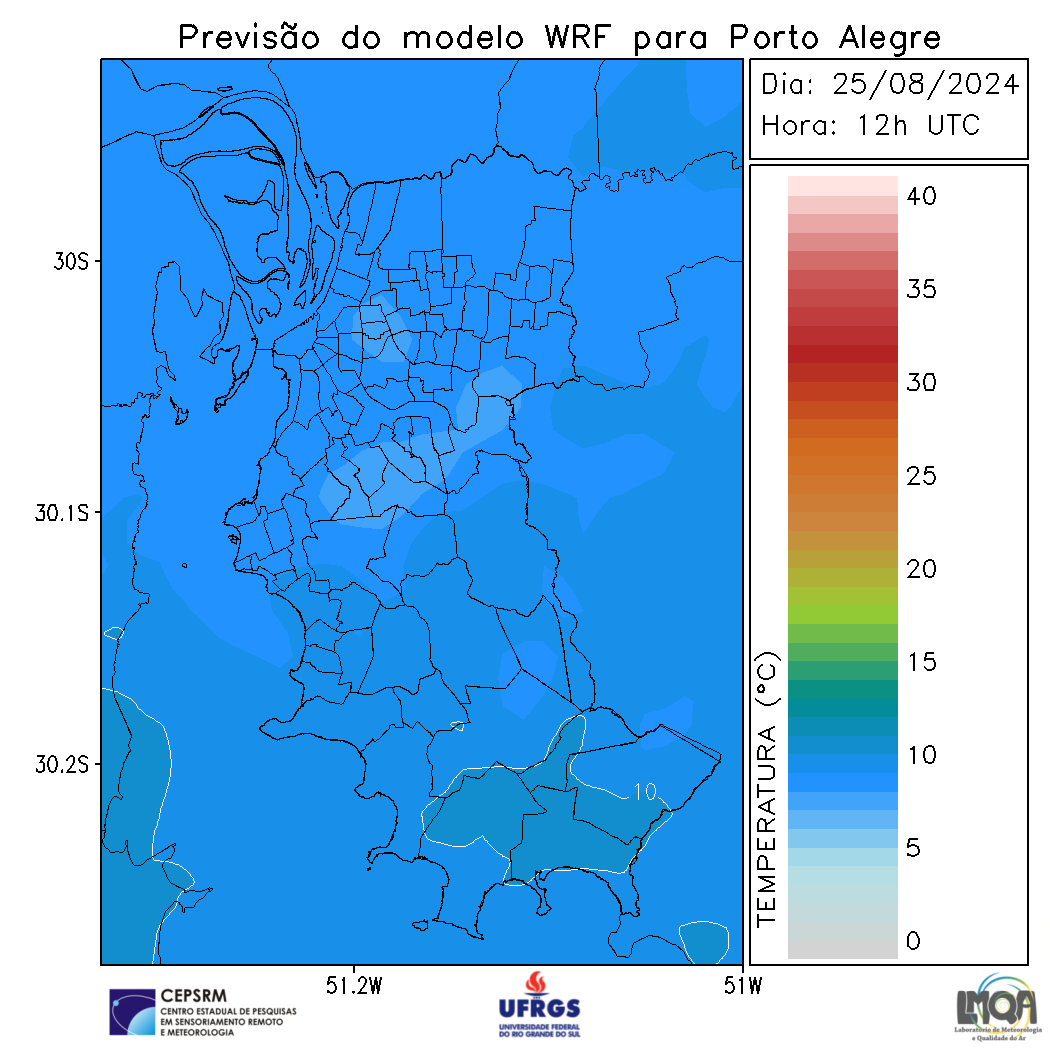 Previsão do modelo WRF para Porto Alegre
Dia: 25/08/2024
Hora: 12h UTC
40
35
30
25
20
15
10
5
0
TEMPERATURA (°C)
30S
30.1S
30.2S
10
51.2W
51W
CEPSRM
CENTRO ESTADUAL DE PESQUISAS
EM SENSORIAMENTO REMOTO
E METEOROLOGIA
UFRGS
UNIVERSIDADE FEDERAL
DO RIO GRANDE DO SUL
LMQA
Laboratório de Meteorologia
e Qualidade do Ar